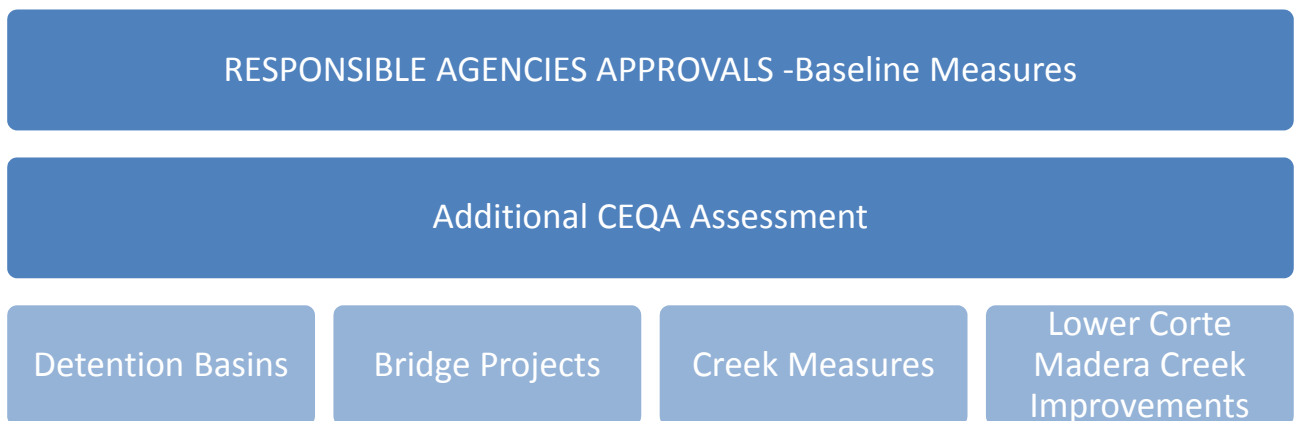 RESPONSIBLE AGENCIES APPROVALS -Baseline Measures
Additional CEQA Assessment
Detention Basins
Bridge Projects
Creek Measures
Lower Corte
Madera Creek
Improvements